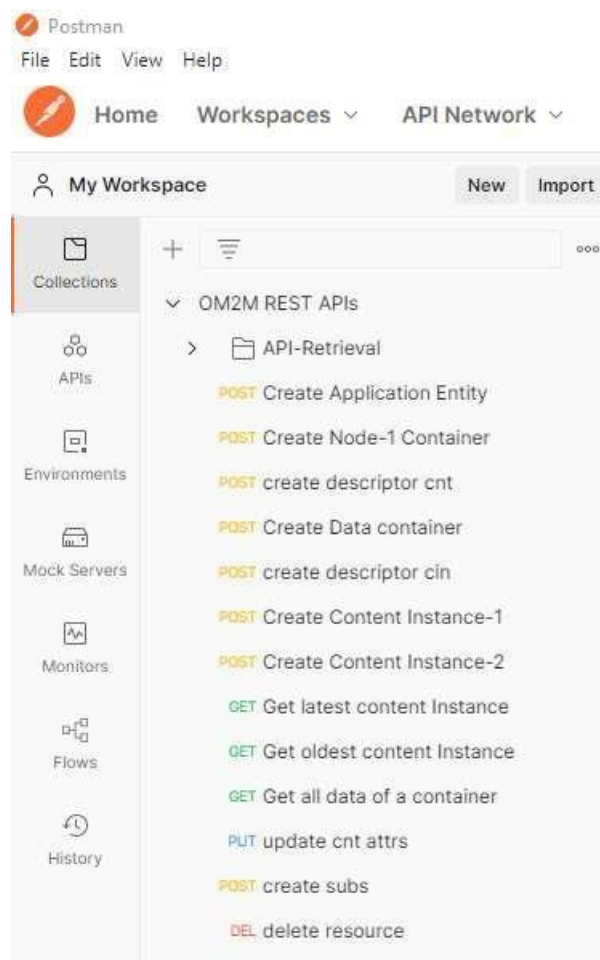 Postman
File Edit View Help
Home Workspaces API Network
My Workspace New Import
Collections
APIs
Environments
Mock Servers
Monitors
Flows
History
OM2M REST APIs
API-Retrieval
POST Create Application Entity
POST Create Node-1 Container
POST create descriptor cnt
POST Create Data container
POST create descriptor cin
POST Create Content Instance-1
POST Create Content Instance-2
GET Get latest content Instance
GET Get oldest content Instance
GET Get all data of a container
PUT update cnt attrs
POST create subs
DEL delete resource